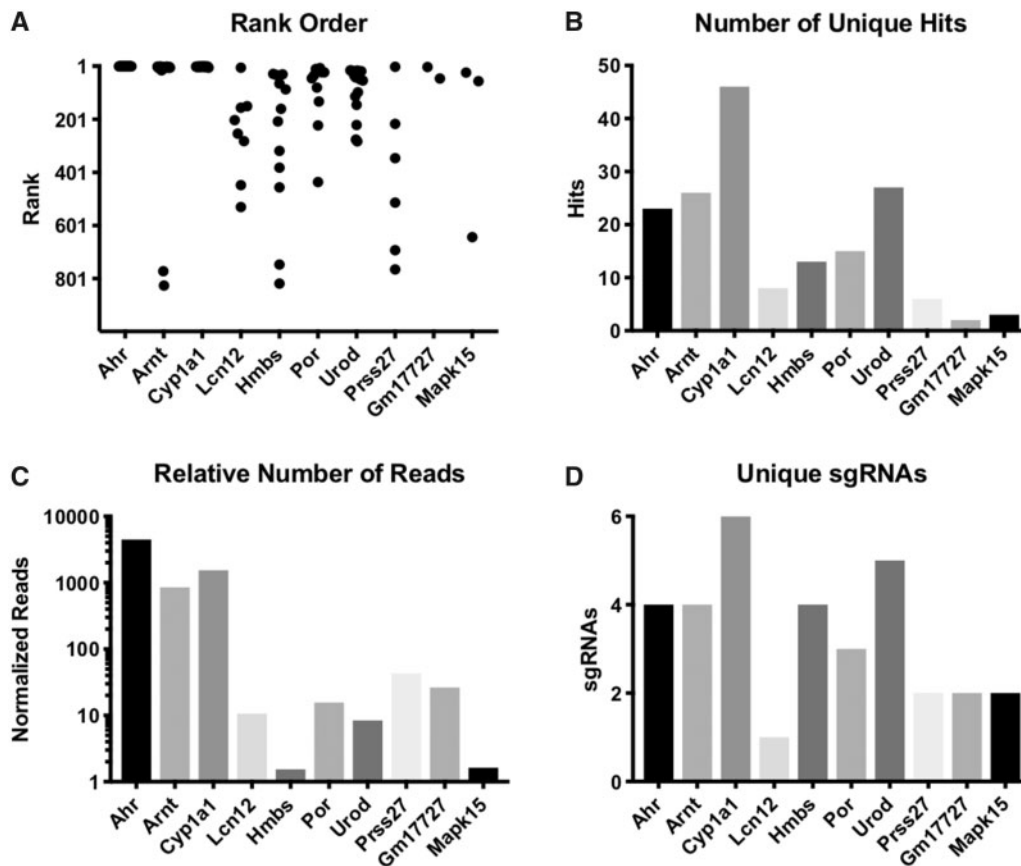 A
Rank Order
Rank
1
201
401
601
801
Ahr
Arnt
Cyp1a1
Lcn12
Hmbs
Por
Urod
Prss27
Gm17727
Mapk15
B
Number of Unique Hits
Hits
50
40
30
20
10
0
Ahr
Arnt
Cyp1a1
Lcn12
Hmbs
Por
Urod
Prss27
Gm17727
Mapk15
C
Relative Number of Reads
Normalized Reads
10000
1000
100
10
1
Ahr
Arnt
Cyp1a1
Lcn12
Hmbs
Por
Urod
Prss27
Gm17727
Mapk15
D
Unique sgRNAs
sgRNAs
6
4
2
0
Ahr
Arnt
Cyp1a1
Lcn12
Hmbs
Por
Urod
Prss27
Gm17727
Mapk15